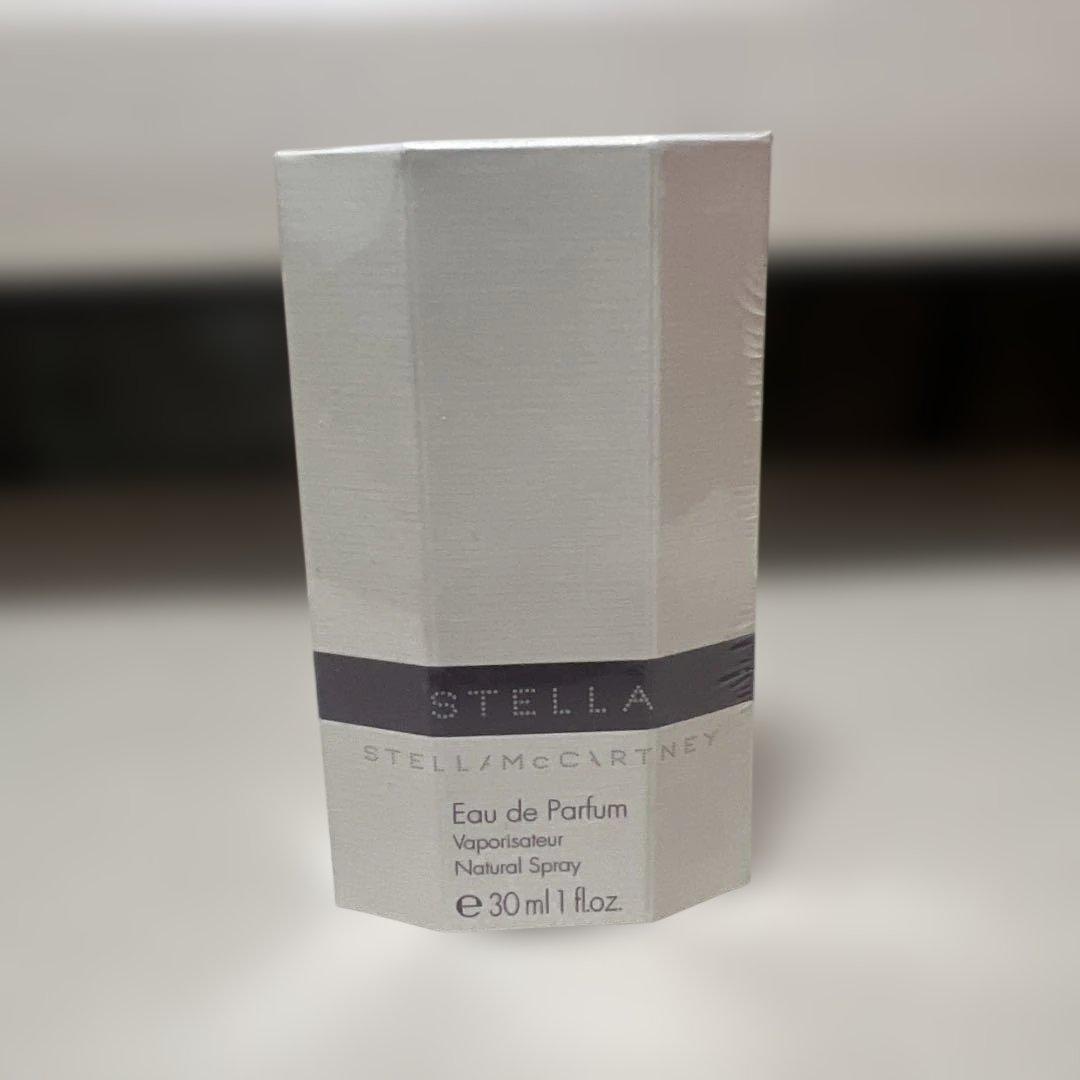 STELLA
STELLAMcCARTNEY
Eau de Parfum
Vaporisateur
Natural Spray
℮ 30 ml 1 fl.oz.